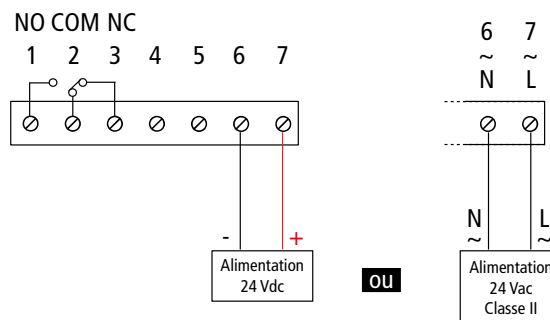 NO COM NC
1 2 3 4 5 6 7
- +
Alimentation
24 Vdc
ou
6 7
~ ~
N L
N L
~ ~
Alimentation
24 Vac
Classe II